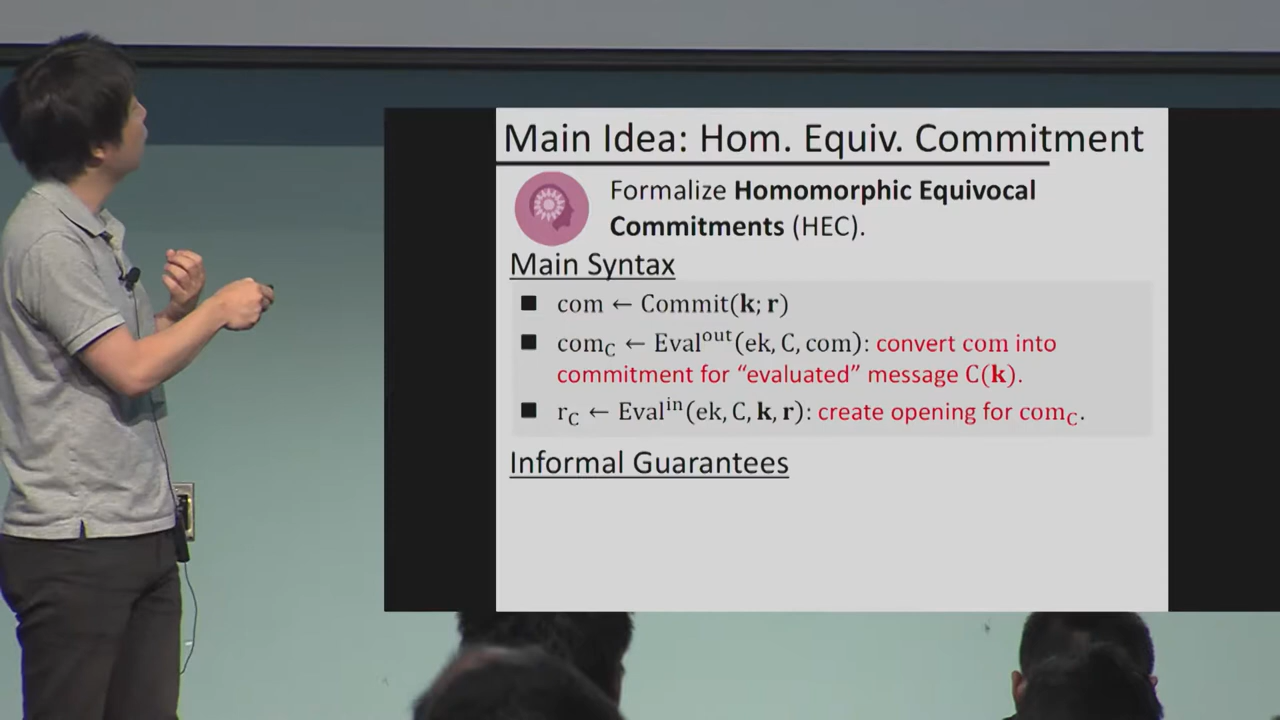 Main Idea: Hom. Equiv. Commitment
Formalize Homomorphic Equivocal
Commitments (HEC).
Main Syntax
■ com ← Commit(k; r)
■ com_C ← Eval^out(ek, C, com): convert com into
commitment for “evaluated” message C(k).
■ r_C ← Eval^in(ek, C, k, r): create opening for com_C.
Informal Guarantees